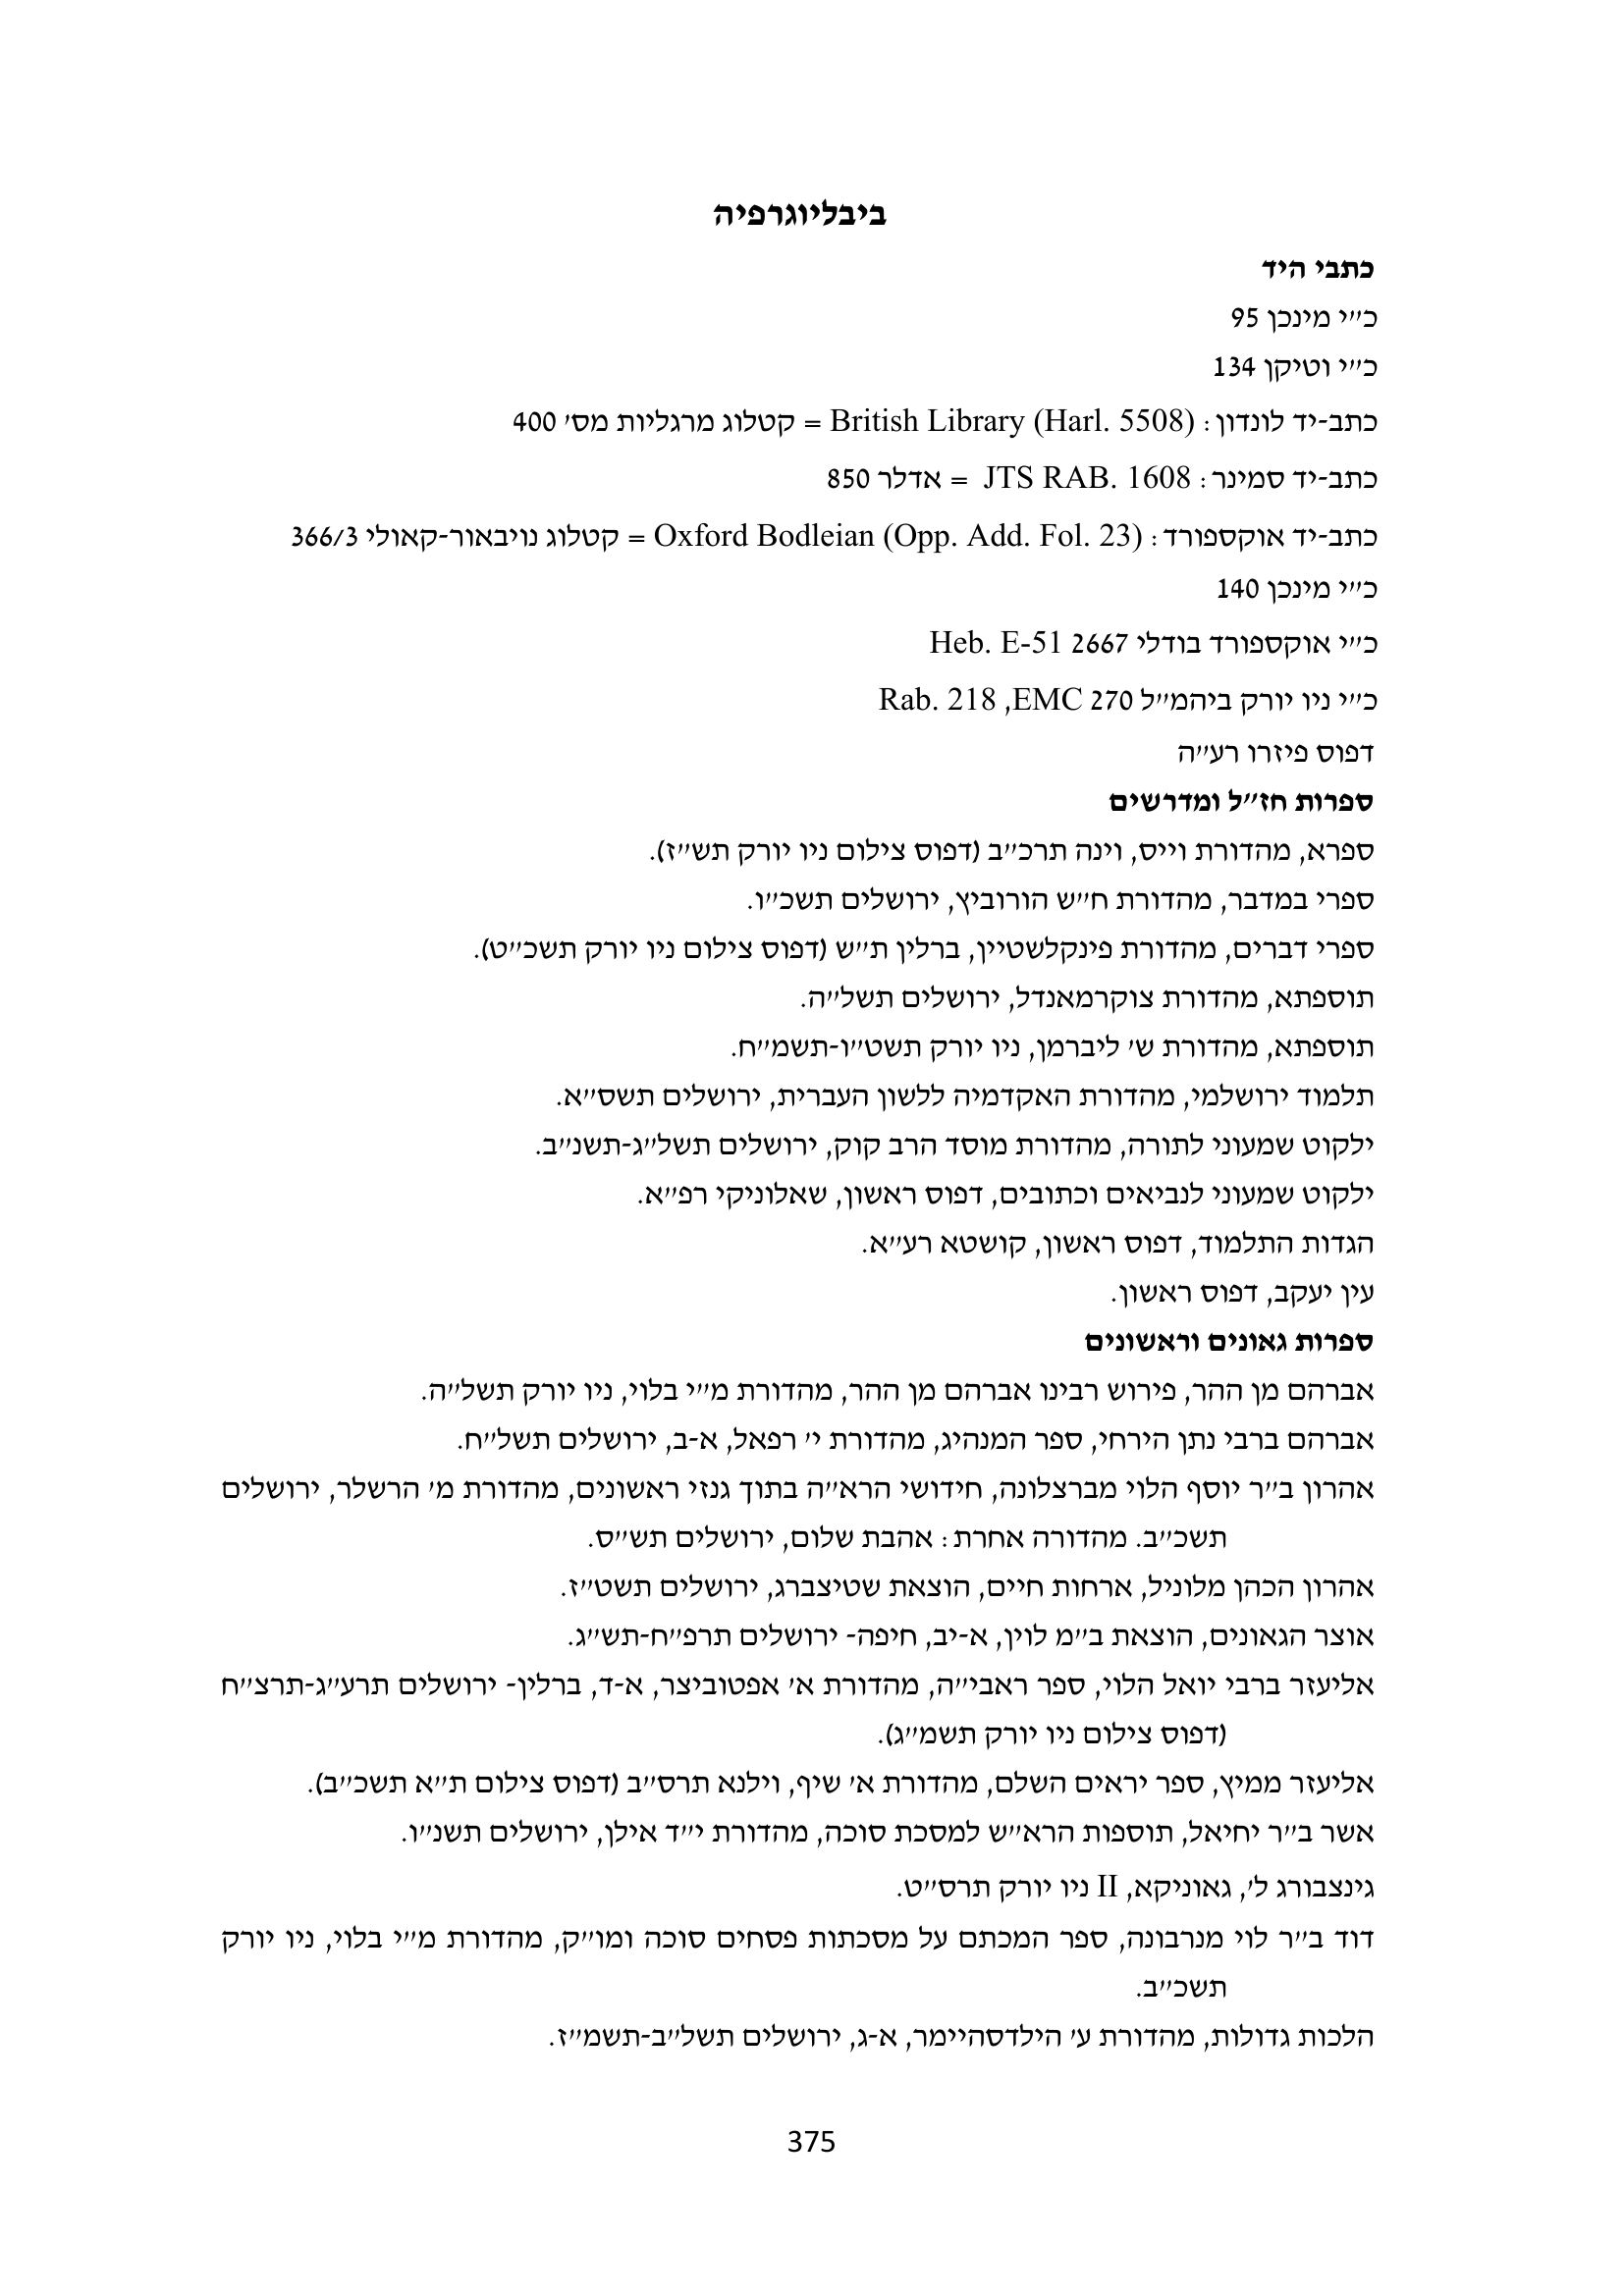 ביבליוגרפיה
כתבי היד
כ״י מינכן 95
כ״י וטיקן 134
כתב-יד לונדון: British Library (Harl. 5508) = קטלוג מרגליות מס׳ 400
כתב-יד סמינר: JTS RAB. 1608 = אדלר 850
כתב-יד אוקספורד: Oxford Bodleian (Opp. Add. Fol. 23) = קטלוג נויבאור-קאולי 366/3
כ״י מינכן 140
כ״י אוקספורד בודלי 2667 Heb. E-51
כ״י ניו יורק ביהמ״ל EMC 270, Rab. 218
דפוס פיזרו רע״ה
ספרות חז״ל ומדרשים
ספרא, מהדורת וייס, וינה תרכ״ב (דפוס צילום ניו יורק תש״ז).
ספרי במדבר, מהדורת ח״ש הורוביץ, ירושלים תשכ״ו.
ספרי דברים, מהדורת פינקלשטיין, ברלין ת״ש (דפוס צילום ניו יורק תשכ״ט).
תוספתא, מהדורת צוקרמאנדל, ירושלים תשל״ה.
תוספתא, מהדורת ש׳ ליברמן, ניו יורק תשט״ו-תשמ״ח.
תלמוד ירושלמי, מהדורת האקדמיה ללשון העברית, ירושלים תשס״א.
ילקוט שמעוני לתורה, מהדורת מוסד הרב קוק, ירושלים תשל״ג-תשנ״ב.
ילקוט שמעוני לנביאים וכתובים, דפוס ראשון, שאלוניקי רפ״א.
הגדות התלמוד, דפוס ראשון, קושטא רע״א.
עין יעקב, דפוס ראשון.
ספרות גאונים וראשונים
אברהם מן ההר, פירוש רבינו אברהם מן ההר, מהדורת מ״י בלוי, ניו יורק תשל״ה.
אברהם ברבי נתן הירחי, ספר המנהיג, מהדורת י׳ רפאל, א-ב, ירושלים תשל״ח.
אהרון ב״ר יוסף הלוי מברצלונה, חידושי הרא״ה בתוך גנזי ראשונים, מהדורת מ׳ הרשלר, ירושלים
תשכ״ב. מהדורה אחרת: אהבת שלום, ירושלים תש״ס.
אהרון הכהן מלוניל, ארחות חיים, הוצאת שטיצברג, ירושלים תשט״ז.
אוצר הגאונים, הוצאת ב״מ לוין, א-יב, חיפה- ירושלים תרפ״ח-תש״ג.
אליעזר ברבי יואל הלוי, ספר ראבי״ה, מהדורת א׳ אפטוביצר, א-ד, ברלין- ירושלים תרע״ג-תרצ״ח
(דפוס צילום ניו יורק תשמ״ג).
אליעזר ממיץ, ספר יראים השלם, מהדורת א׳ שיף, וילנא תרס״ב (דפוס צילום ת״א תשכ״ב).
אשר ב״ר יחיאל, תוספות הרא״ש למסכת סוכה, מהדורת י״ד אילן, ירושלים תשנ״ו.
גינצבורג ל׳, גאוניקא, II ניו יורק תרס״ט.
דוד ב״ר לוי מנרבונה, ספר המכתם על מסכתות פסחים סוכה ומו״ק, מהדורת מ״י בלוי, ניו יורק
תשכ״ב.
הלכות גדולות, מהדורת ע׳ הילדסהיימר, א-ג, ירושלים תשל״ב-תשמ״ז.
375